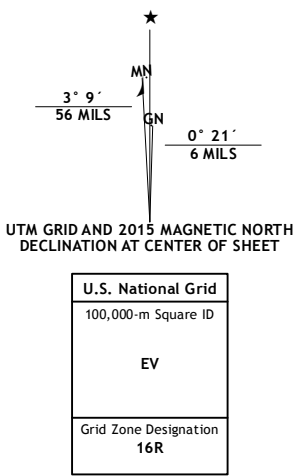 MN
3° 9´
56 MILS
GN
0° 21´
6 MILS
UTM GRID AND 2015 MAGNETIC NORTH
DECLINATION AT CENTER OF SHEET
U.S. National Grid
100,000-m Square ID
EV
Grid Zone Designation
16R